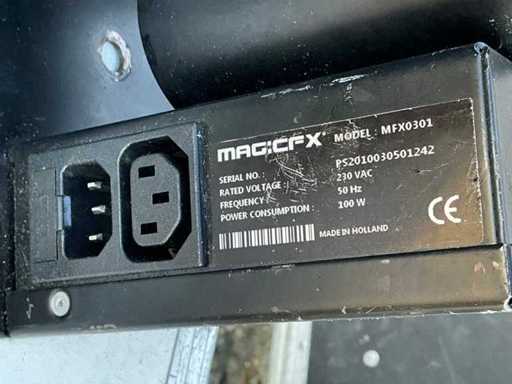 MAGICFX® MODEL : MFX0301
SERIAL NO. : PS2010030501242
RATED VOLTAGE : 230 VAC
FREQUENCY : 50 Hz
POWER CONSUMPTION : 100 W
MADE IN HOLLAND
CE